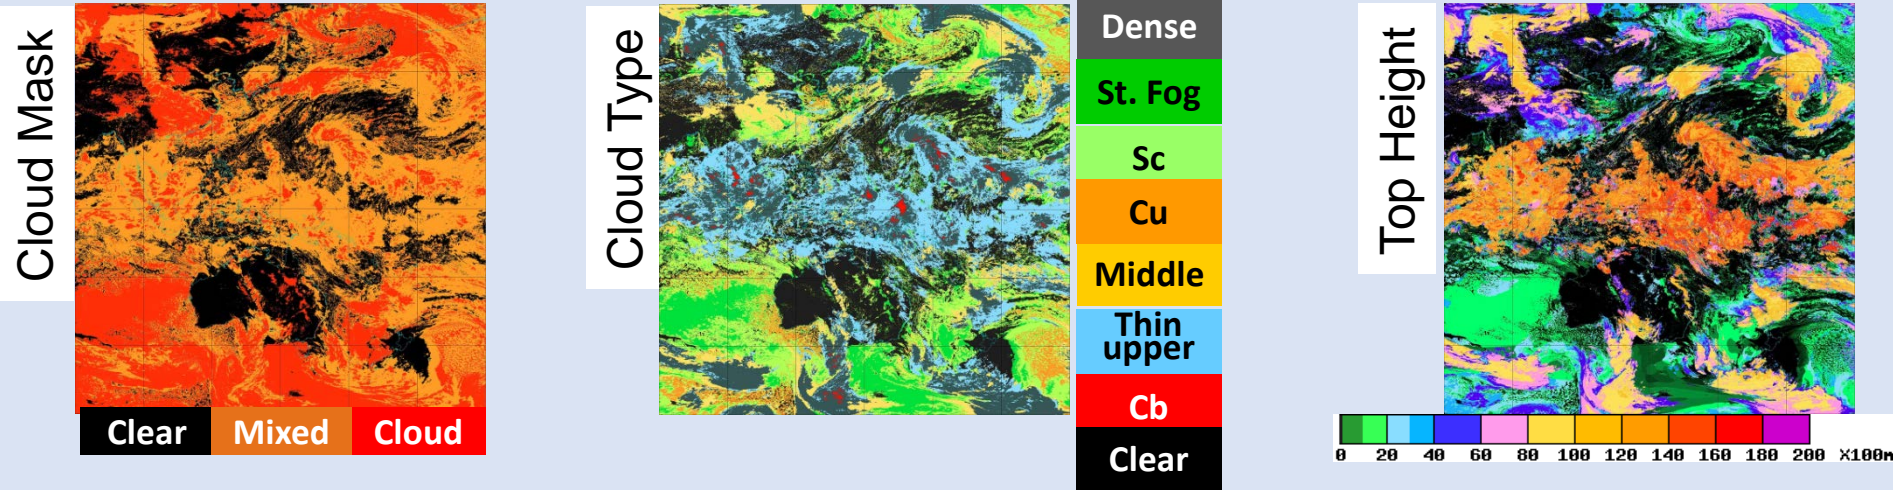 Cloud Mask
Clear
Mixed
Cloud
Cloud Type
Dense
St. Fog
Sc
Cu
Middle
Thin
upper
Cb
Clear
Top Height
0 20 40 60 80 100 120 140 160 180 200 X100m